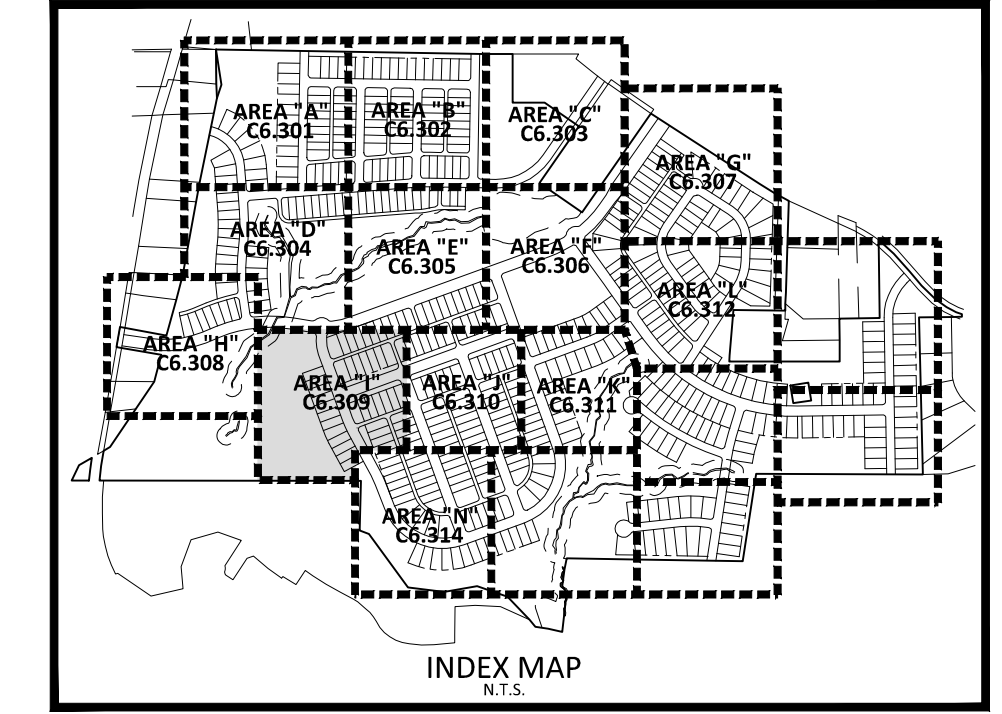 AREA "A"
C6.301
AREA "B"
C6.302
AREA "C"
C6.303
AREA "G"
C6.307
AREA "D"
C6.304
AREA "E"
C6.305
AREA "F"
C6.306
AREA "L"
C6.312
AREA "H"
C6.308
AREA "I"
C6.309
AREA "J"
C6.310
AREA "K"
C6.311
AREA "N"
C6.314
INDEX MAP
N.T.S.